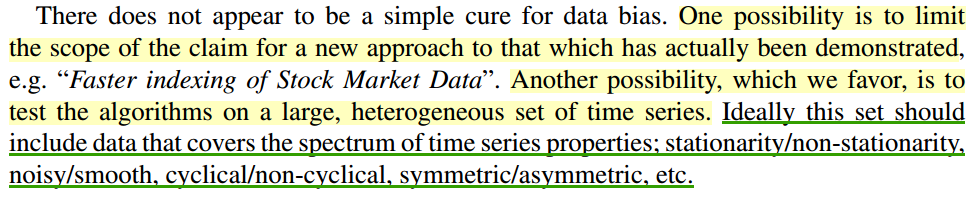 There does not appear to be a simple cure for data bias. One possibility is to limit
the scope of the claim for a new approach to that which has actually been demonstrated,
e.g. “Faster indexing of Stock Market Data”. Another possibility, which we favor, is to
test the algorithms on a large, heterogeneous set of time series. Ideally this set should
include data that covers the spectrum of time series properties; stationarity/non-stationarity,
noisy/smooth, cyclical/non-cyclical, symmetric/asymmetric, etc.